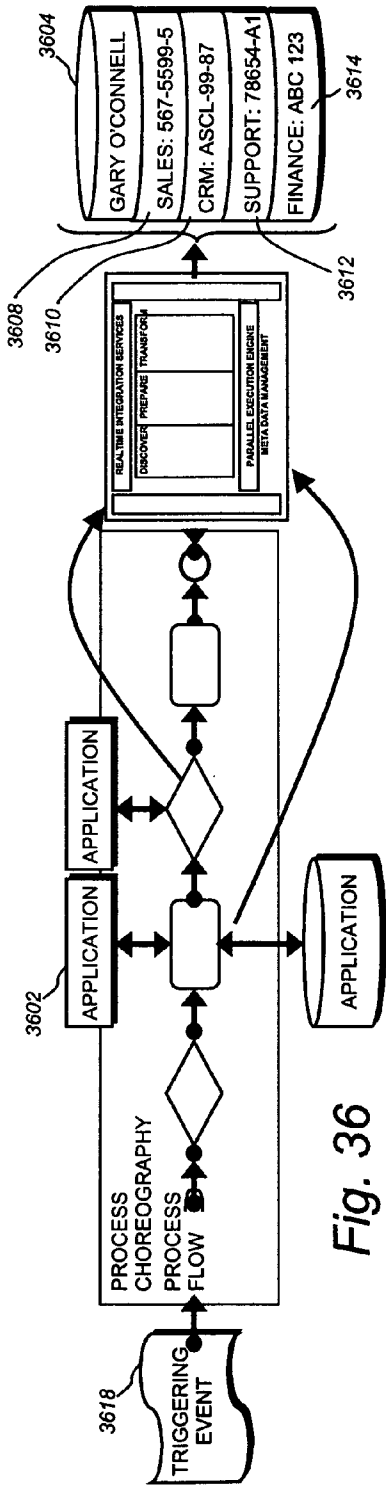 3618
TRIGGERING
EVENT
PROCESS
CHOREOGRAPHY
PROCESS
FLOW
3602
APPLICATION
APPLICATION
APPLICATION
REAL TIME INTEGRATION SERVICES
DISCOVER
PREPARE
TRANSFORM
PARALLEL EXECUTION ENGINE
META DATA MANAGEMENT
3604
3608
3610
3612
3614
GARY O'CONNELL
SALES: 567-5599-5
CRM: ASCL-99-87
SUPPORT: 78654-A1
FINANCE: ABC 123
Fig. 36